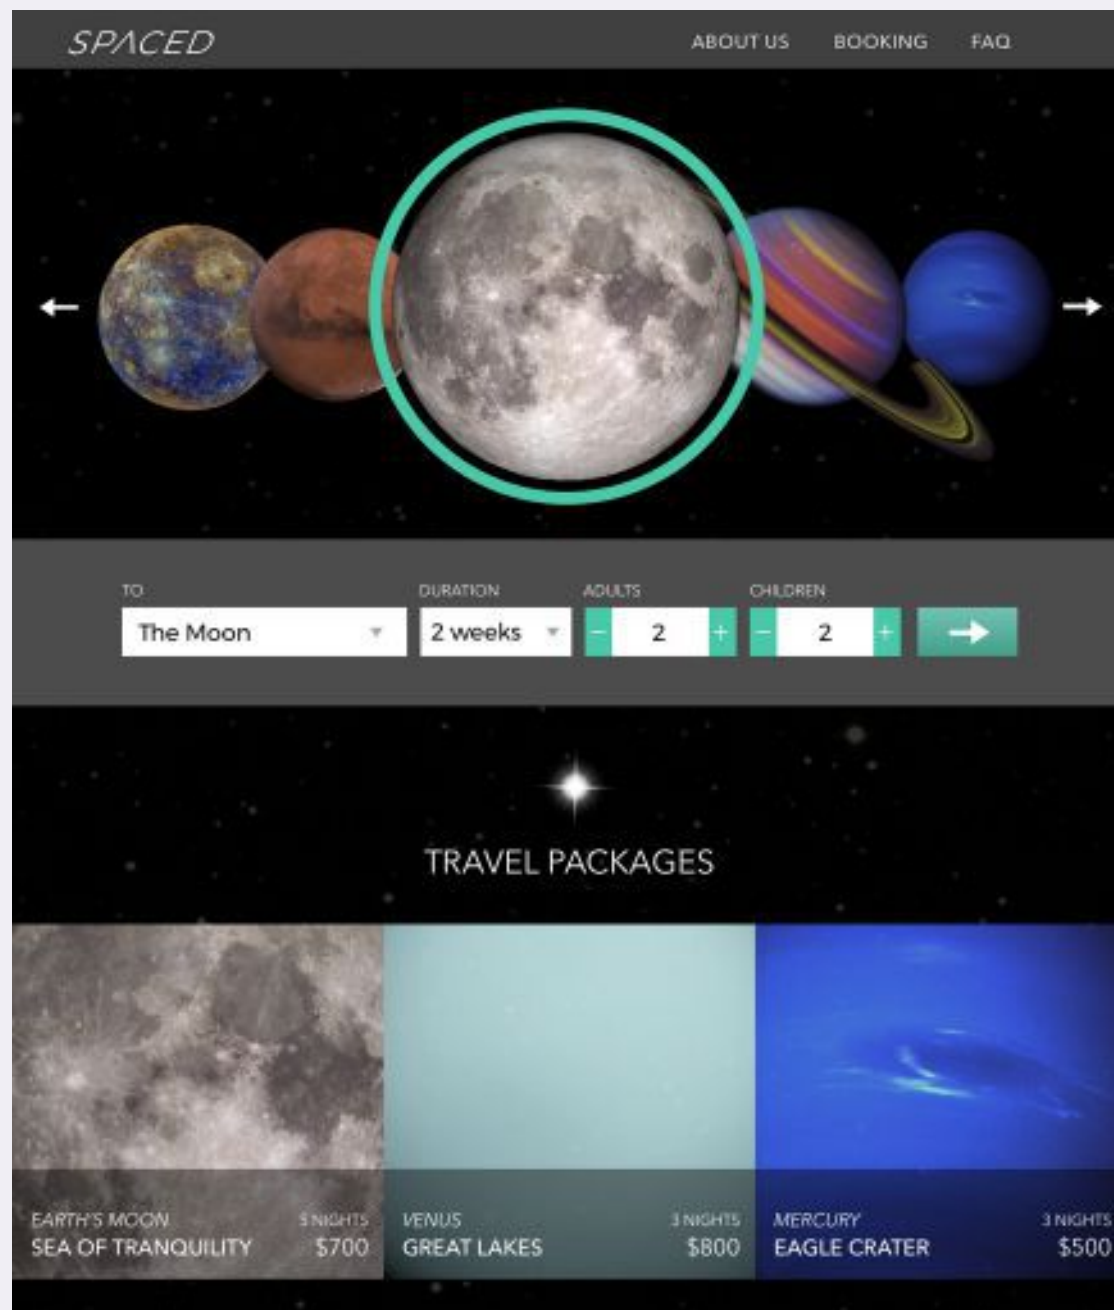 SPACED
ABOUT US BOOKING FAQ
TO DURATION ADULTS CHILDREN
The Moon 2 weeks − 2 + − 2 +
TRAVEL PACKAGES
EARTH'S MOON 3 NIGHTS
SEA OF TRANQUILITY $700
VENUS 3 NIGHTS
GREAT LAKES $800
MERCURY 3 NIGHTS
EAGLE CRATER $500